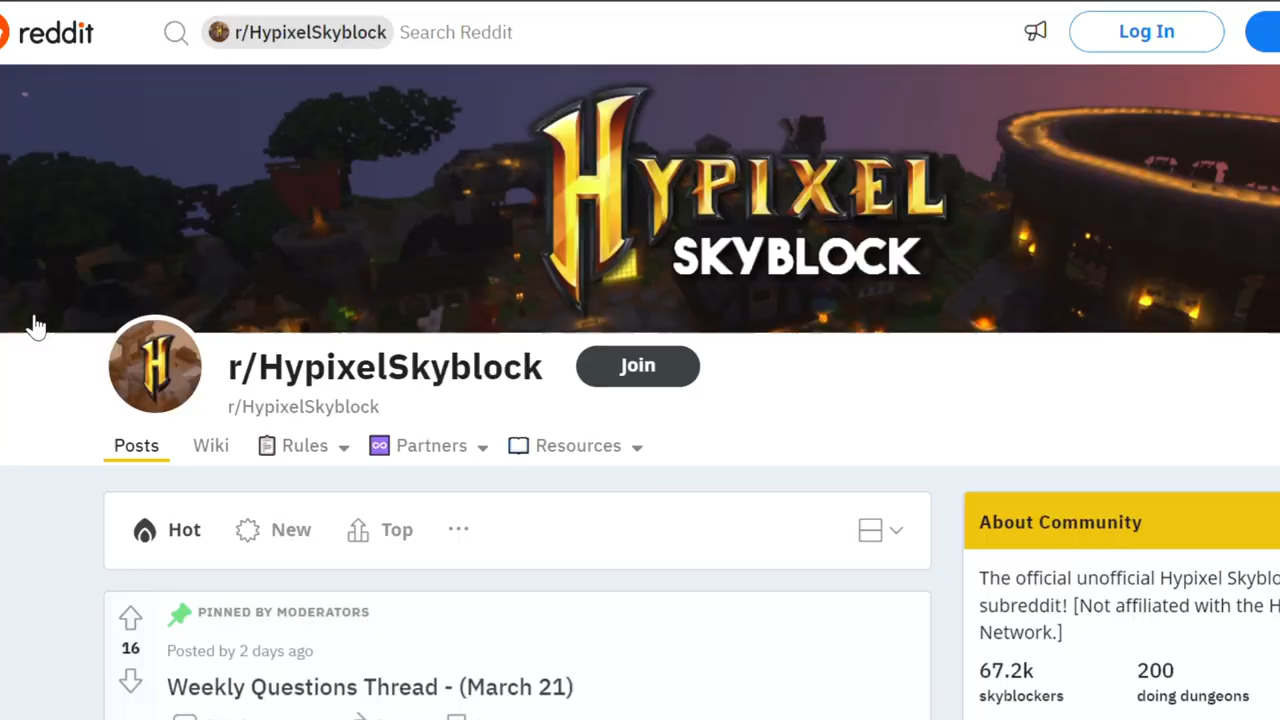 reddit r/HypixelSkyblock Search Reddit Log In
HYPIXEL
SKYBLOCK
r/HypixelSkyblock Join
r/HypixelSkyblock
Posts Wiki Rules Partners Resources
Hot New Top ...
About Community
The official unofficial Hypixel Skyblo
subreddit! [Not affiliated with the H
Network.]
PINNED BY MODERATORS
16
Posted by 2 days ago
Weekly Questions Thread - (March 21)
67.2k 200
skyblockers doing dungeons